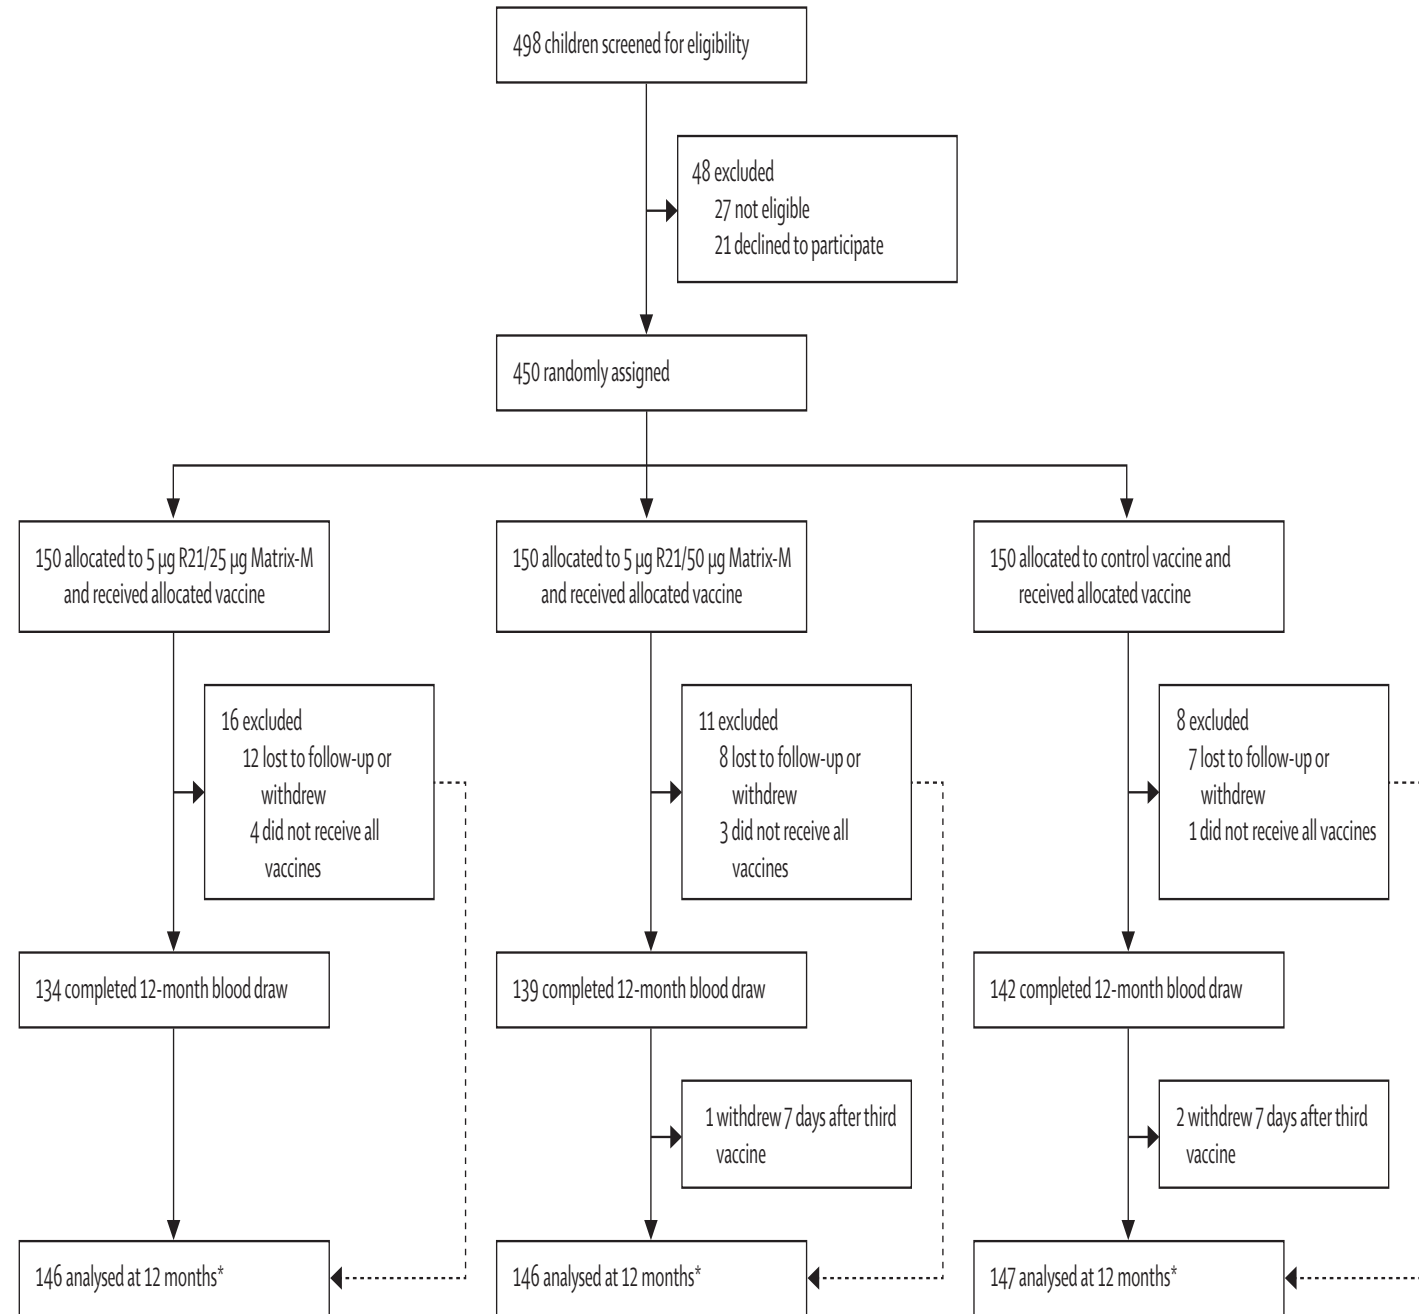 498 children screened for eligibility
48 excluded
27 not eligible
21 declined to participate
450 randomly assigned
150 allocated to 5 µg R21/25 µg Matrix-M
and received allocated vaccine
150 allocated to 5 µg R21/50 µg Matrix-M
and received allocated vaccine
150 allocated to control vaccine and
received allocated vaccine
16 excluded
12 lost to follow-up or
withdrew
4 did not receive all
vaccines
11 excluded
8 lost to follow-up or
withdrew
3 did not receive all
vaccines
8 excluded
7 lost to follow-up or
withdrew
1 did not receive all vaccines
134 completed 12-month blood draw
139 completed 12-month blood draw
142 completed 12-month blood draw
1 withdrew 7 days after third
vaccine
2 withdrew 7 days after third
vaccine
146 analysed at 12 months*
146 analysed at 12 months*
147 analysed at 12 months*